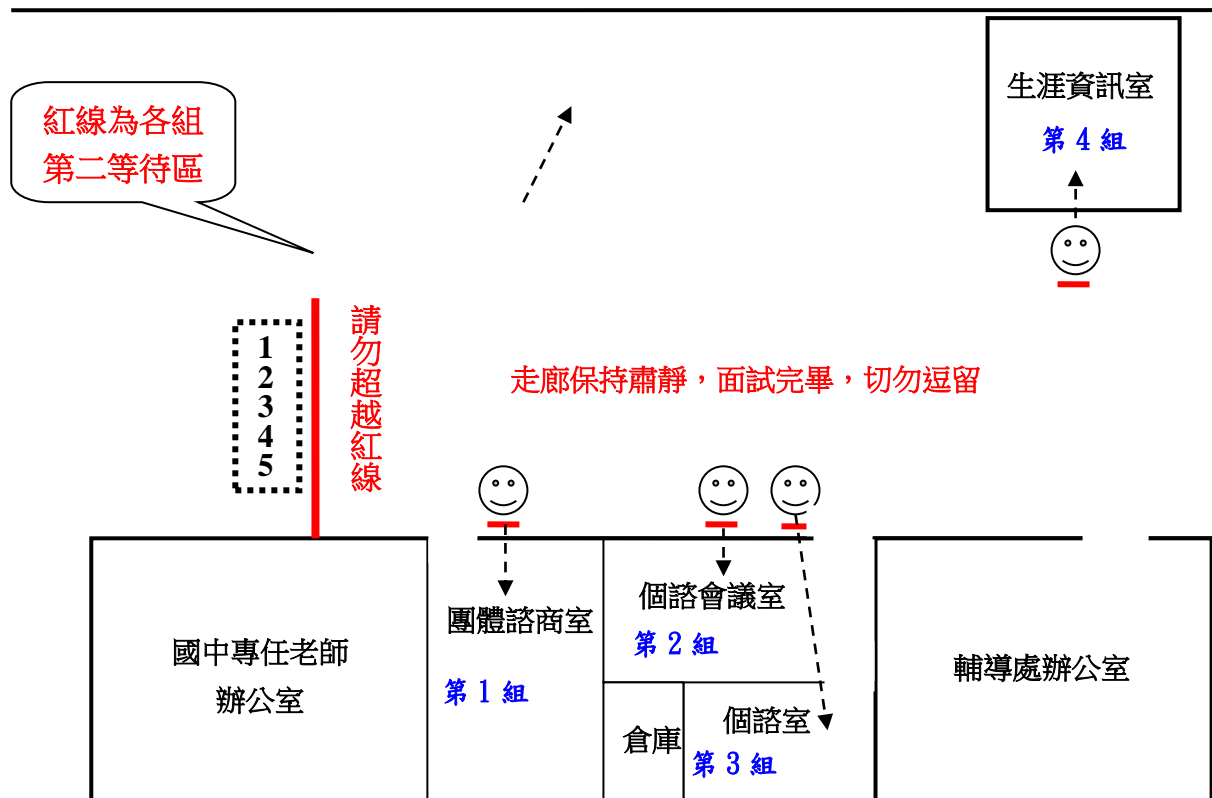 生涯資訊室
第 4 組
紅線為各組
第二等待區
1
2
3
4
5
請勿超越紅線
走廊保持肅靜，面試完畢，切勿逗留
國中專任老師
辦公室
團體諮商室
第 1 組
個諮會議室
第 2 組
倉庫
個諮室
第 3 組
輔導處辦公室